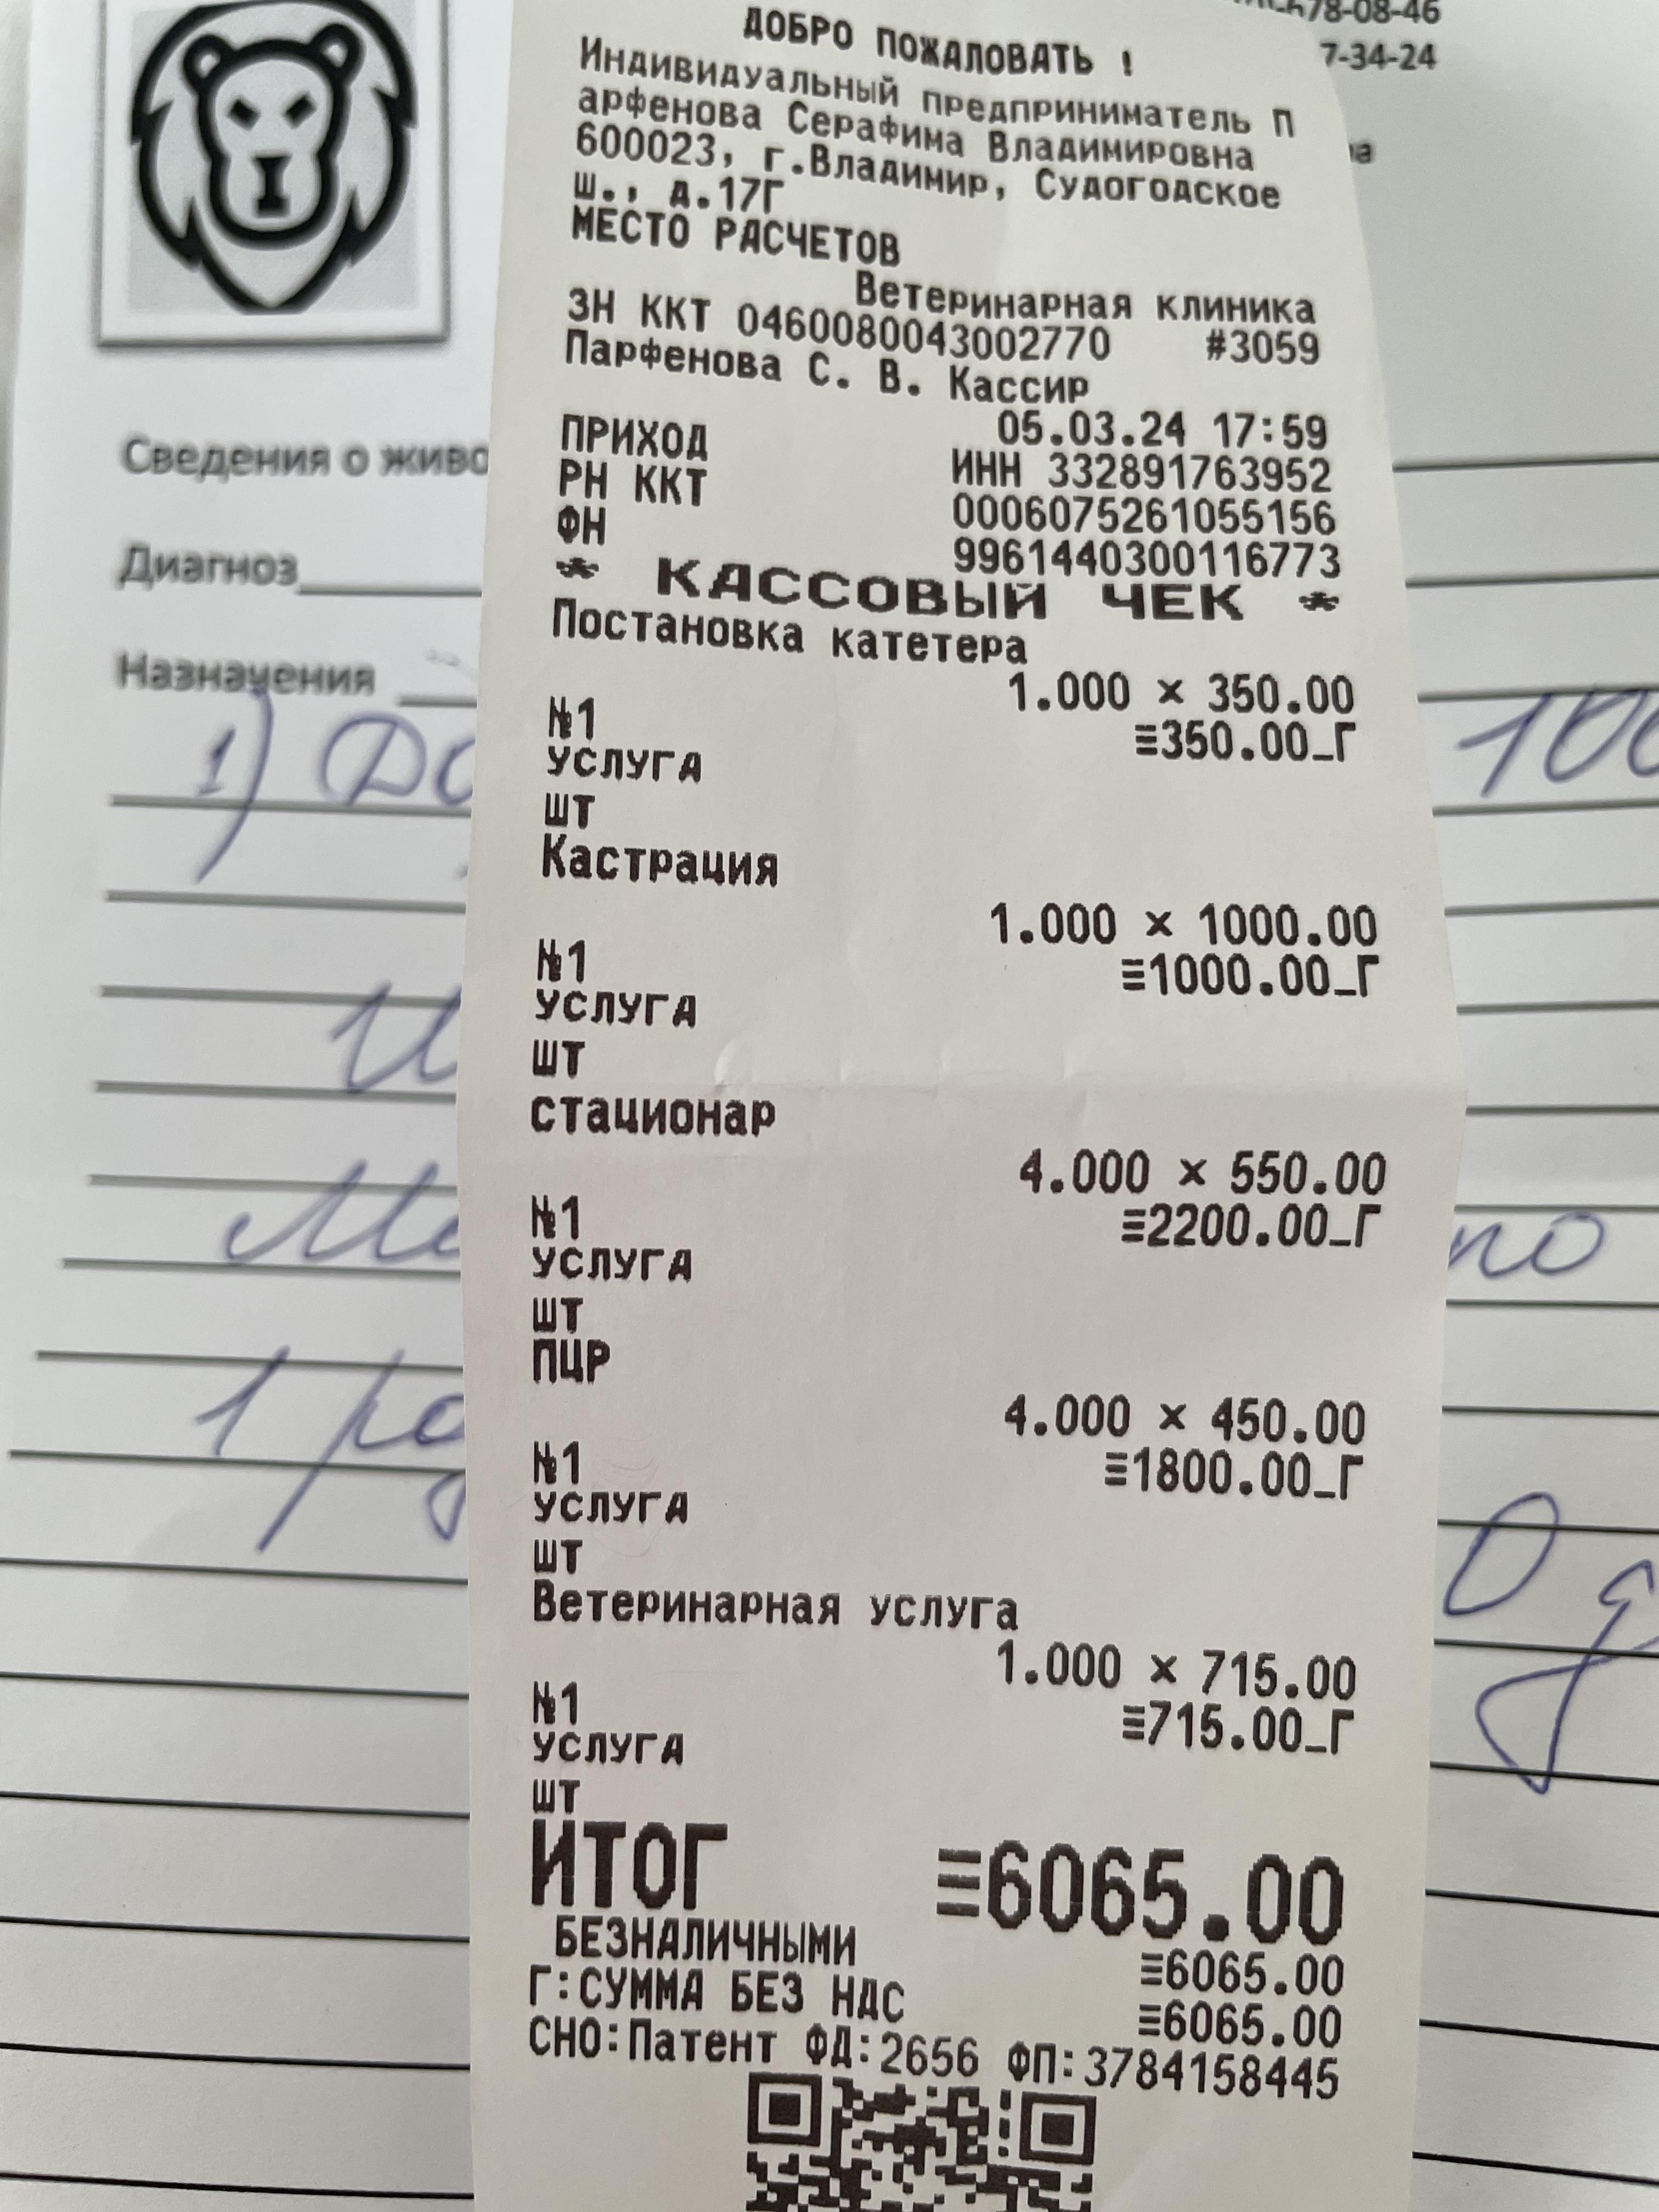 678-08-46
7-34-24
ДОБРО ПОЖАЛОВАТЬ !
Индивидуальный предприниматель П
арфенова Серафима Владимировна
600023, г.Владимир, Судогодское
ш., д.17Г
МЕСТО РАСЧЕТОВ
Ветеринарная клиника
ЗН ККТ 0460080043002770 #3059
Парфенова С. В. Кассир
05.03.24 17:59
ПРИХОД ИНН 332891763952
РН ККТ 0006075261055156
ФН 9961440300116773
* КАССОВЫЙ ЧЕК *
Постановка катетера
1.000 × 350.00
№1 ≡350.00_Г
УСЛУГА
шт
Кастрация
1.000 × 1000.00
№1 ≡1000.00_Г
УСЛУГА
шт
стационар
4.000 × 550.00
№1 ≡2200.00_Г
УСЛУГА
шт
ПЦР
4.000 × 450.00
№1 ≡1800.00_Г
УСЛУГА
шт
Ветеринарная услуга
1.000 × 715.00
№1 ≡715.00_Г
УСЛУГА
шт
ИТОГ ≡6065.00
БЕЗНАЛИЧНЫМИ ≡6065.00
Г:СУММА БЕЗ НДС ≡6065.00
СНО:Патент ФД:2656 ФП:3784158445
Сведения о живо
Диагноз
Назначения
1)
по